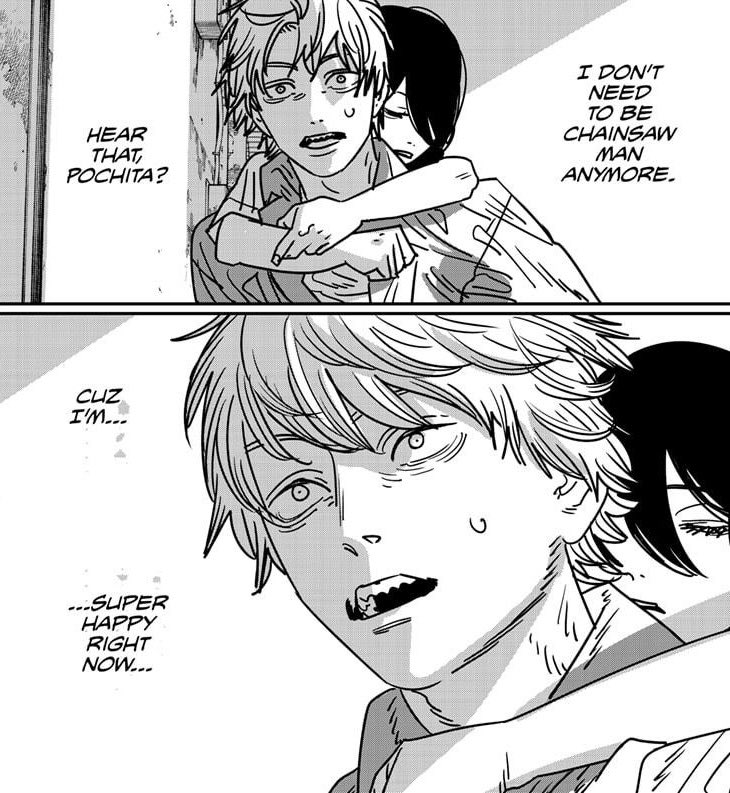 I DON'T
NEED
TO BE
CHAINSAW
MAN
ANYMORE.
HEAR
THAT,
POCHITA?
CUZ
I'M...
...SUPER
HAPPY
RIGHT
NOW...